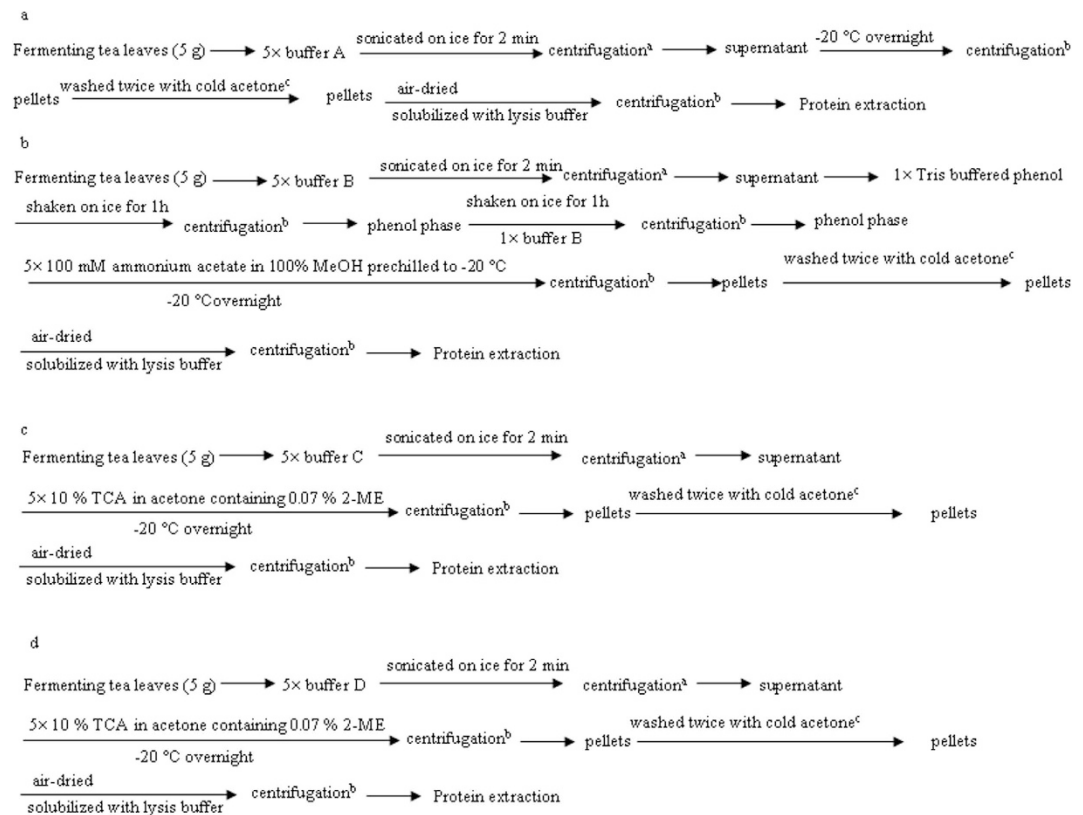 a
Fermenting tea leaves (5 g) 5× buffer A sonicated on ice for 2 min centrifugationᵃ supernatant -20 °C overnight centrifugationᵇ
pellets washed twice with cold acetoneᶜ pellets air-dried solubilized with lysis buffer centrifugationᵇ Protein extraction
b
Fermenting tea leaves (5 g) 5× buffer B sonicated on ice for 2 min centrifugationᵃ supernatant 1× Tris buffered phenol
shaken on ice for 1h centrifugationᵇ phenol phase shaken on ice for 1h 1× buffer B centrifugationᵇ phenol phase
5× 100 mM ammonium acetate in 100% MeOH prechilled to -20 °C -20 °Covernight centrifugationᵇ pellets washed twice with cold acetoneᶜ pellets
air-dried solubilized with lysis buffer centrifugationᵇ Protein extraction
c
Fermenting tea leaves (5 g) 5× buffer C sonicated on ice for 2 min centrifugationᵃ supernatant
5× 10 % TCA in acetone containing 0.07 % 2-ME -20 °C overnight centrifugationᵇ pellets washed twice with cold acetoneᶜ pellets
air-dried solubilized with lysis buffer centrifugationᵇ Protein extraction
d
Fermenting tea leaves (5 g) 5× buffer D sonicated on ice for 2 min centrifugationᵃ supernatant
5× 10 % TCA in acetone containing 0.07 % 2-ME -20 °C overnight centrifugationᵇ pellets washed twice with cold acetoneᶜ pellets
air-dried solubilized with lysis buffer centrifugationᵇ Protein extraction